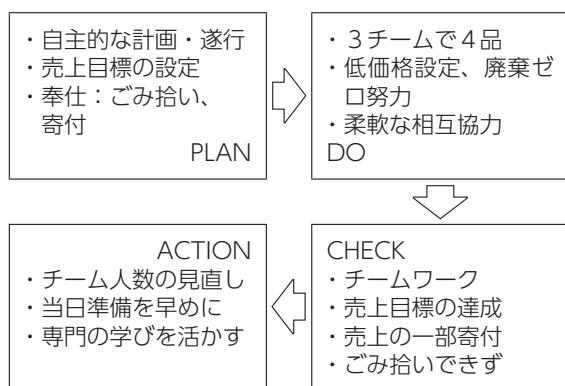 ・自主的な計画・遂行
・売上目標の設定
・奉仕：ごみ拾い、
寄付
PLAN
・３チームで４品
・低価格設定、廃棄ゼ
ロ努力
・柔軟な相互協力
DO
CHECK
・チームワーク
・売上目標の達成
・売上の一部寄付
・ごみ拾いできず
ACTION
・チーム人数の見直し
・当日準備を早めに
・専門の学びを活かす